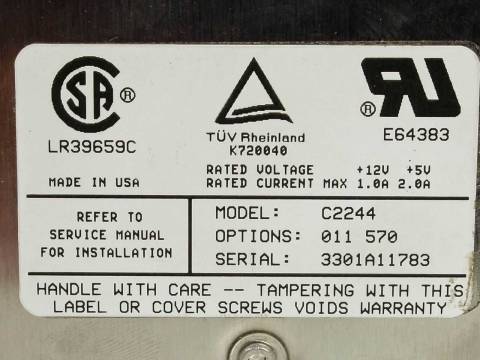 SA ®
LR39659C
TÜV Rheinland
K720040
® RU
E64383
MADE IN USA
RATED VOLTAGE +12V +5V
RATED CURRENT MAX 1.0A 2.0A
REFER TO
SERVICE MANUAL
FOR INSTALLATION
MODEL: C2244
OPTIONS: 011 570
SERIAL: 3301A11783
HANDLE WITH CARE -- TAMPERING WITH THIS
LABEL OR COVER SCREWS VOIDS WARRANTY